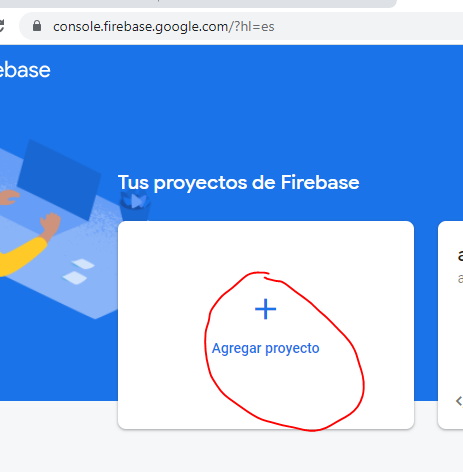 console.firebase.google.com/?hl=es
ebase
Tus proyectos de Firebase
Agregar proyecto
a
a